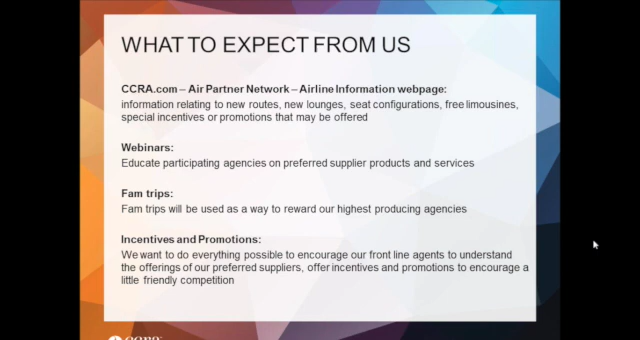 WHAT TO EXPECT FROM US
CCRA.com – Air Partner Network – Airline Information webpage:
information relating to new routes, new lounges, seat configurations, free limousines,
special incentives or promotions that may be offered
Webinars:
Educate participating agencies on preferred supplier products and services
Fam trips:
Fam trips will be used as a way to reward our highest producing agencies
Incentives and Promotions:
We want to do everything possible to encourage our front line agents to understand
the offerings of our preferred suppliers, offer incentives and promotions to encourage a
little friendly competition